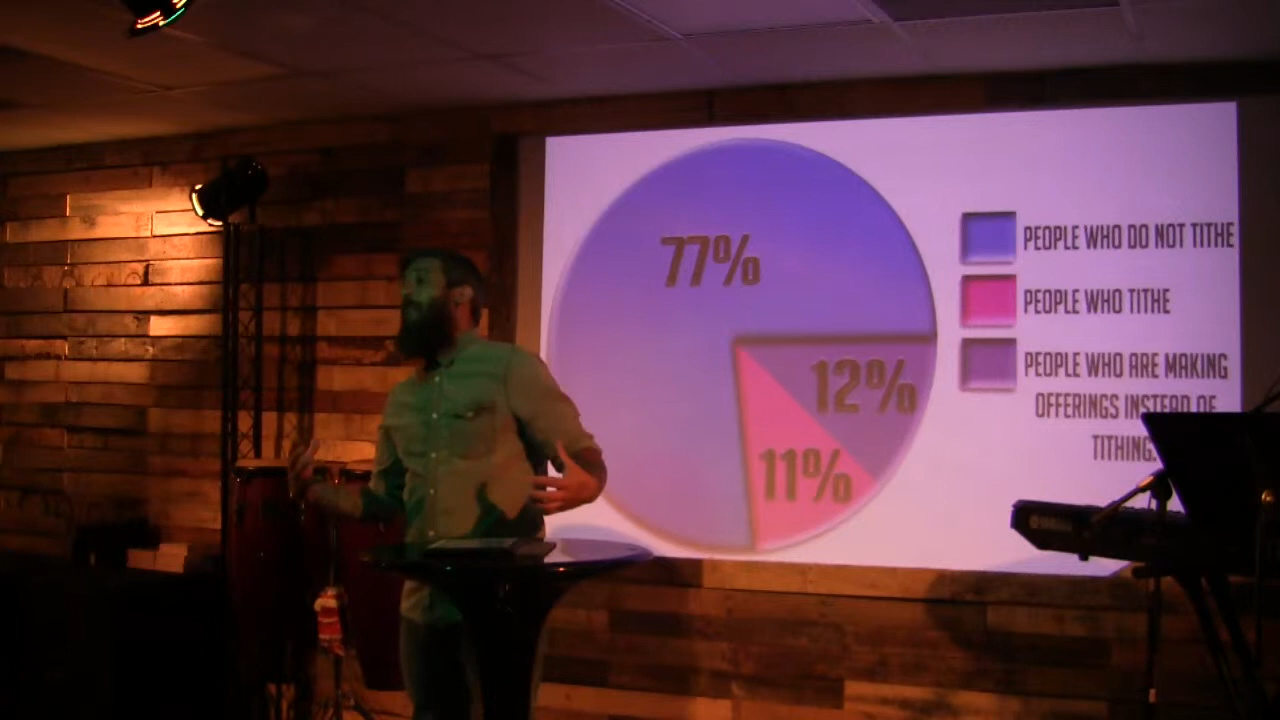 77%
12%
11%
PEOPLE WHO DO NOT TITHE
PEOPLE WHO TITHE
PEOPLE WHO ARE MAKING
OFFERINGS INSTEAD OF
TITHING.
YAMAHA